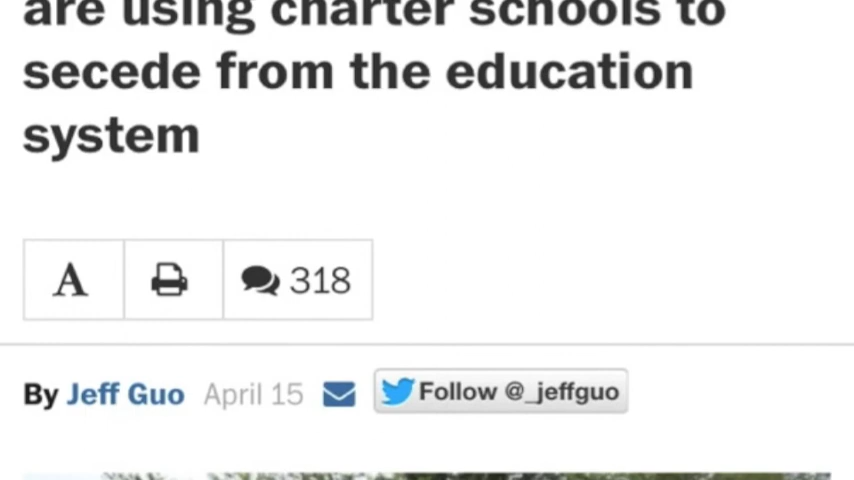 are using charter schools to
secede from the education
system
A 318
By Jeff Guo April 15 Follow @_jeffguo